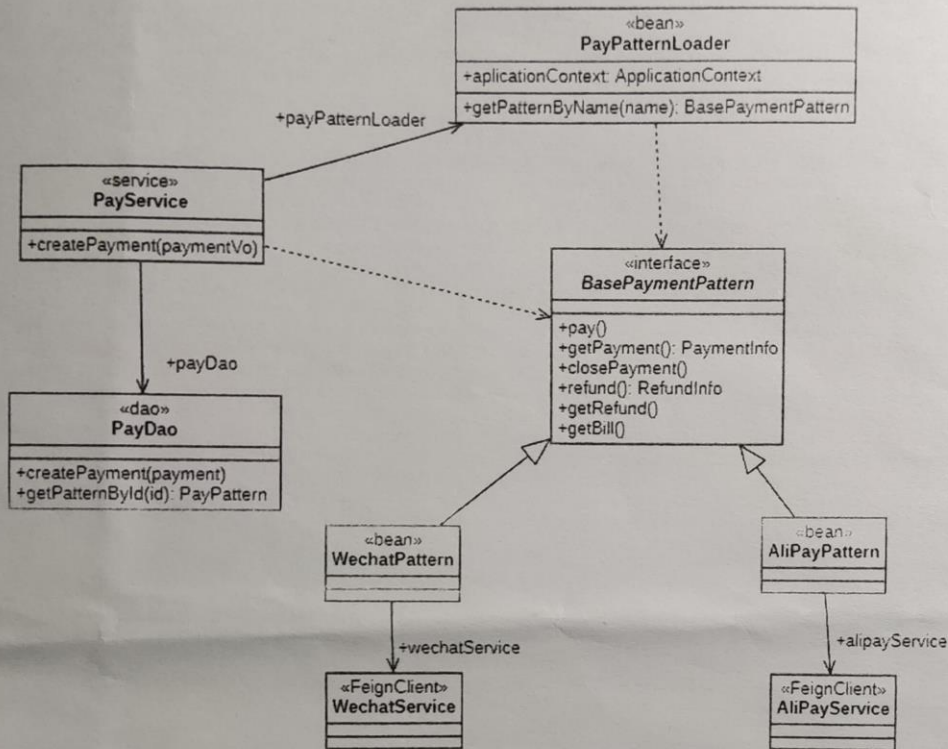 «bean»
PayPatternLoader
+aplicationContext: ApplicationContext
+getPatternByName(name): BasePaymentPattern
+payPatternLoader
«service»
PayService
+createPayment(paymentVo)
«interface»
BasePaymentPattern
+pay()
+getPayment(): PaymentInfo
+closePayment()
+refund(): RefundInfo
+getRefund()
+getBill()
+payDao
«dao»
PayDao
+createPayment(payment)
+getPatternById(id): PayPattern
«bean»
WechatPattern
«bean»
AliPayPattern
+wechatService
+alipayService
«FeignClient»
WechatService
«FeignClient»
AliPayService